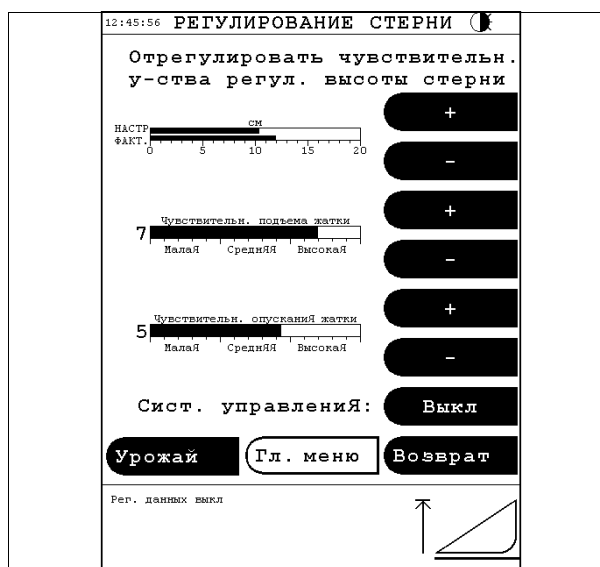 12:45:56 РЕГУЛИРОВАНИЕ СТЕРНИ
Отрегулировать чувствительн.
у-ства регул. высоты стерни
+
см
НАСТР
ФАКТ.
0 5 10 15 20
-
+
Чувствительн. подъема жатки
7
МалаЯ СреднЯЯ ВысокаЯ
-
+
Чувствительн. опусканиЯ жатки
5
МалаЯ СреднЯЯ ВысокаЯ
-
Сист. управлениЯ: Выкл
Урожай Гл. меню Возврат
Рег. данных выкл